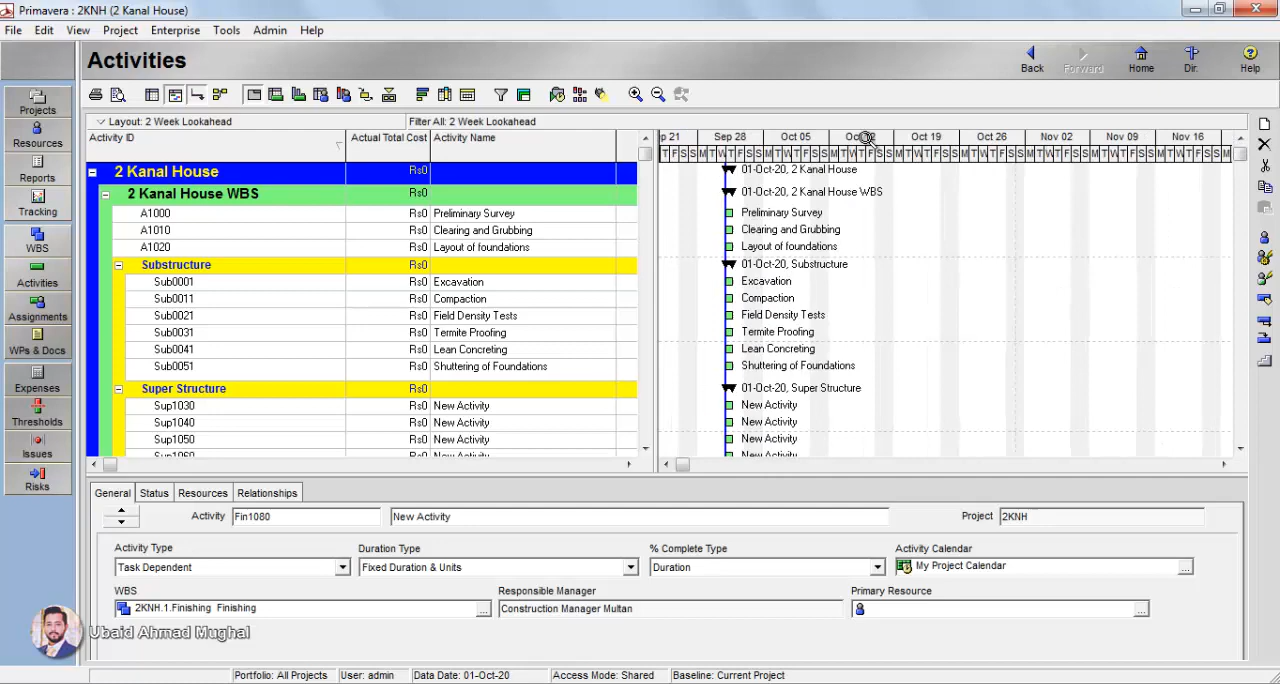 Primavera : 2KNH (2 Kanal House)
File Edit View Project Enterprise Tools Admin Help
Activities
Back Forward Home Dir. Help
Projects
Resources
Reports
Tracking
WBS
Activities
Assignments
WPs & Docs
Expenses
Thresholds
Issues
Risks
Layout: 2 Week Lookahead Filter All: 2 Week Lookahead
Activity ID Actual Total Cost Activity Name
p 21 Sep 28 Oct 05 Oct 19 Oct 26 Nov 02 Nov 09 Nov 16
2 Kanal House Rs0 01-Oct-20, 2 Kanal House
2 Kanal House WBS Rs0 01-Oct-20, 2 Kanal House WBS
A1000 Rs0 Preliminary Survey Preliminary Survey
A1010 Rs0 Clearing and Grubbing Clearing and Grubbing
A1020 Rs0 Layout of foundations Layout of foundations
Substructure Rs0 01-Oct-20, Substructure
Sub0001 Rs0 Excavation Excavation
Sub0011 Rs0 Compaction Compaction
Sub0021 Rs0 Field Density Tests Field Density Tests
Sub0031 Rs0 Termite Proofing Termite Proofing
Sub0041 Rs0 Lean Concreting Lean Concreting
Sub0051 Rs0 Shuttering of Foundations Shuttering of Foundations
Super Structure Rs0 01-Oct-20, Super Structure
Sup1030 Rs0 New Activity New Activity
Sup1040 Rs0 New Activity New Activity
Sup1050 Rs0 New Activity New Activity
General Status Resources Relationships
Activity Fin1080 New Activity Project 2KNH
Activity Type Duration Type % Complete Type Activity Calendar
Task Dependent Fixed Duration & Units Duration My Project Calendar
WBS Responsible Manager Primary Resource
2KNH.1.Finishing Finishing Construction Manager Multan
Ubaid Ahmad Mughal
Portfolio: All Projects User: admin Data Date: 01-Oct-20 Access Mode: Shared Baseline: Current Project